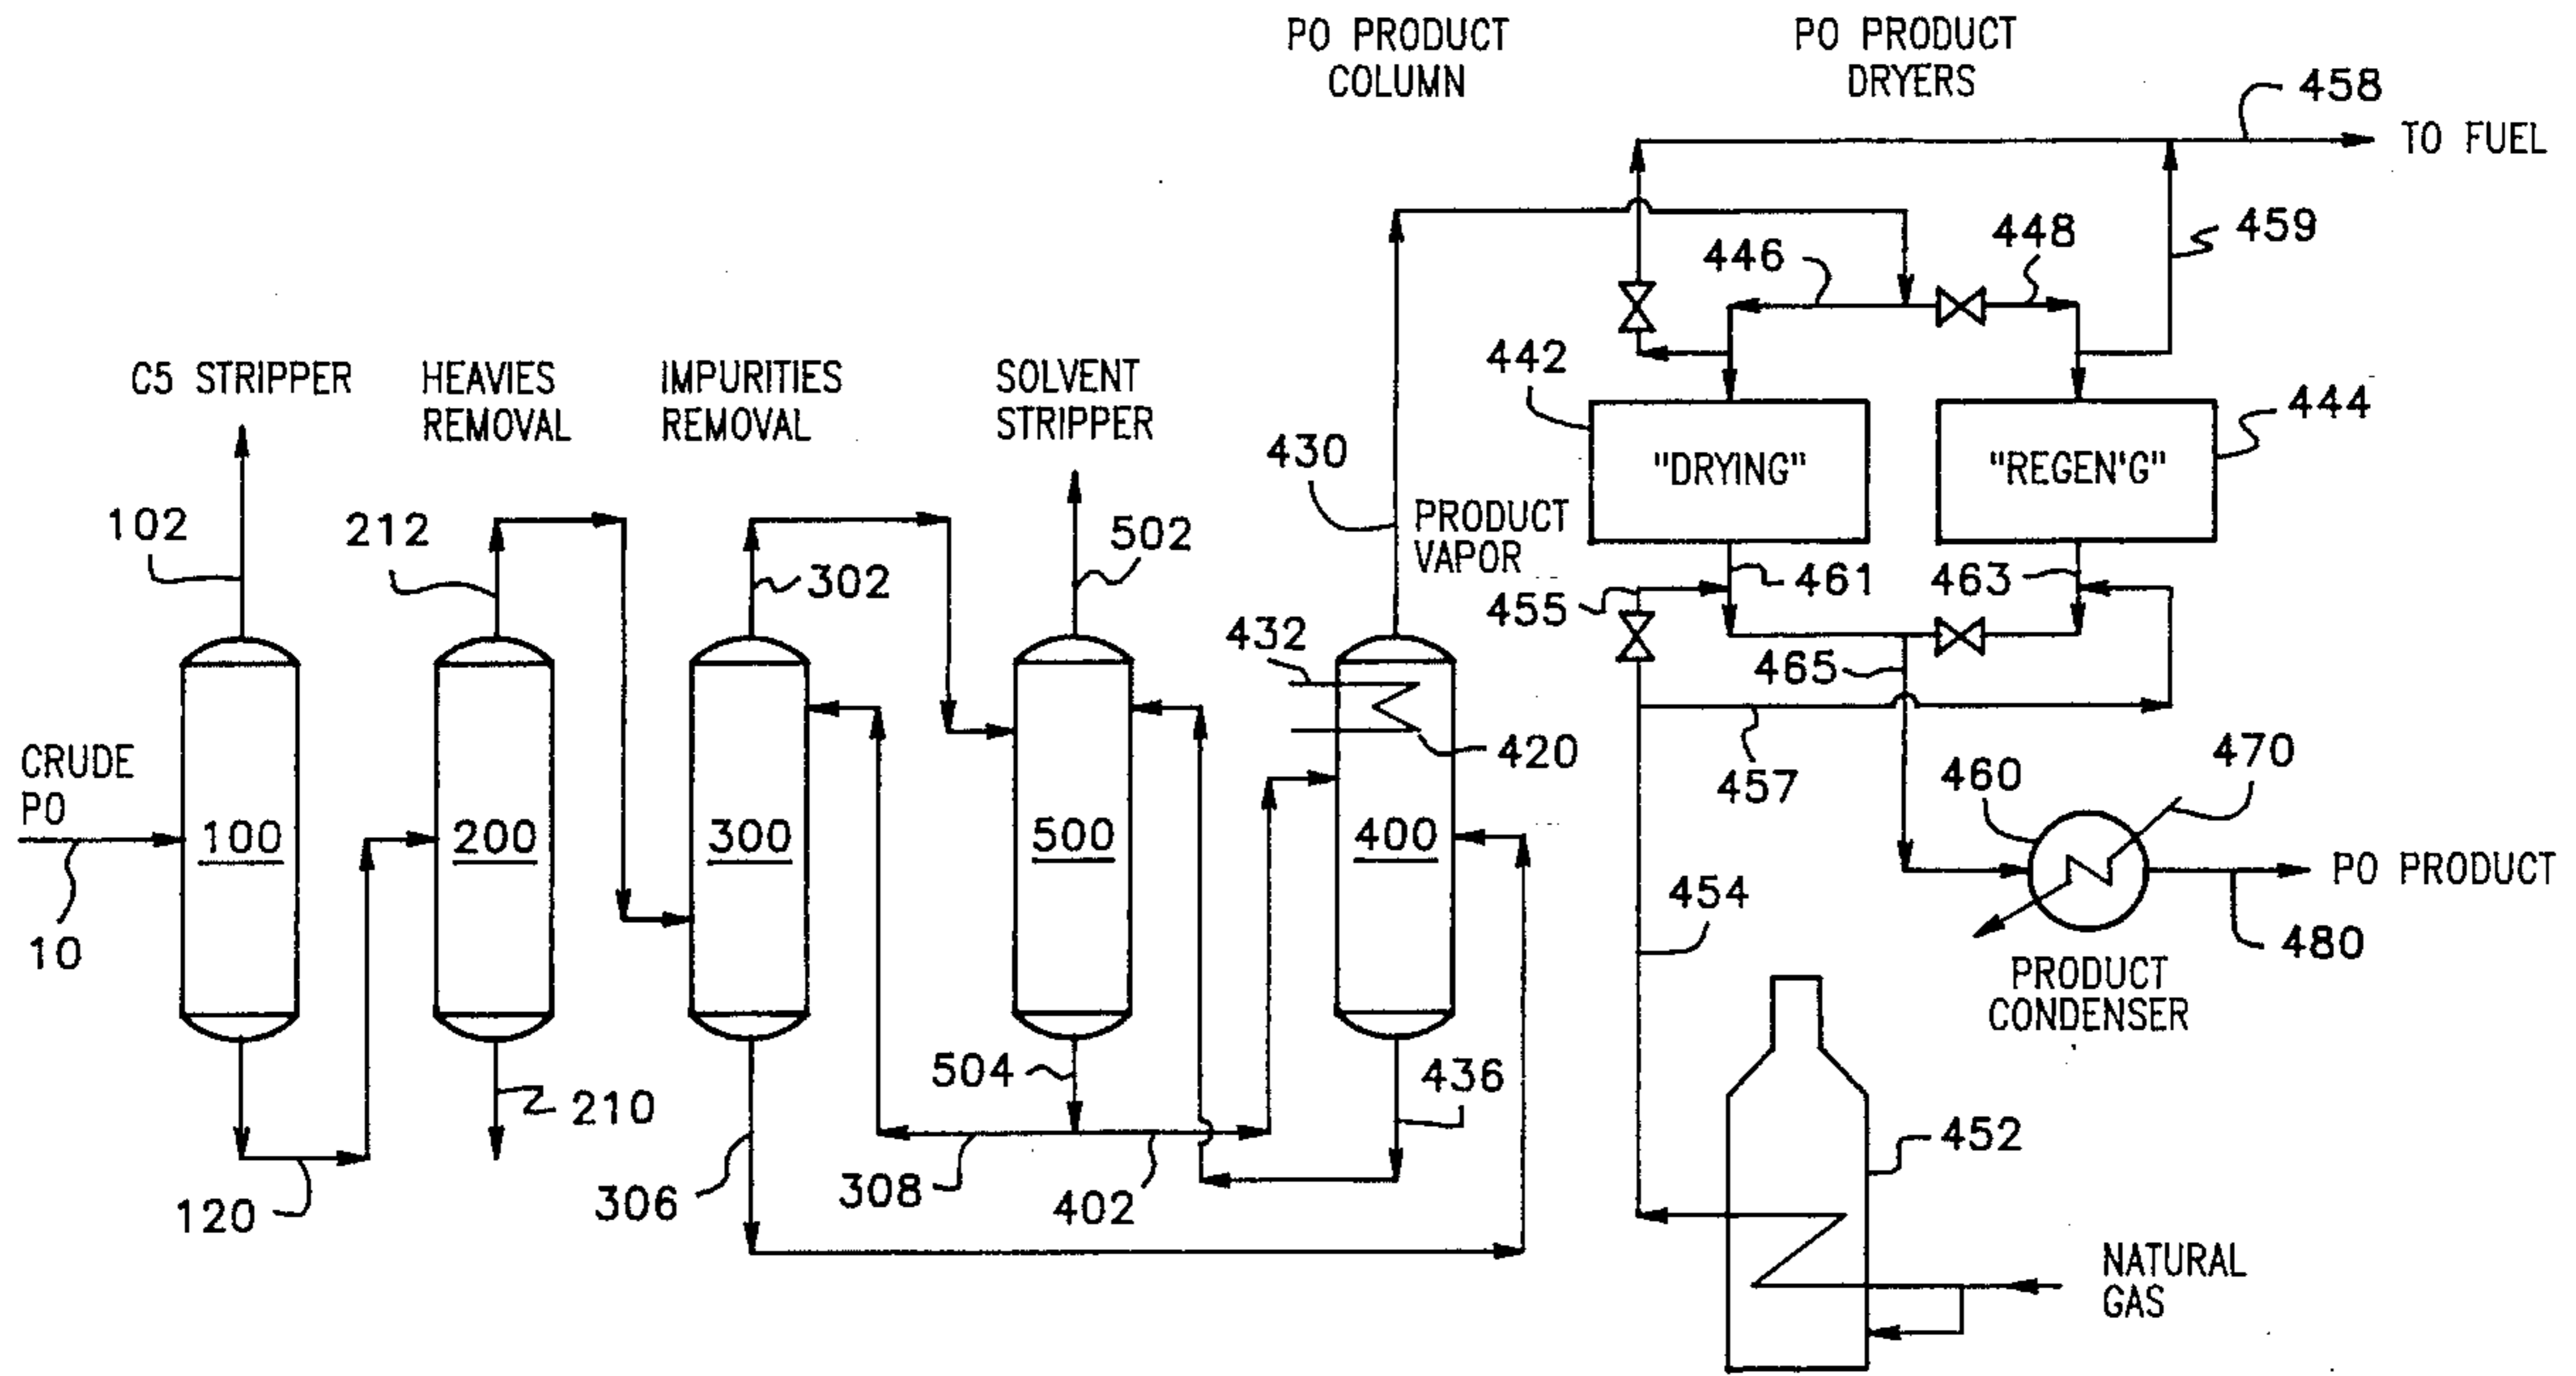 PO PRODUCT
COLUMN
PO PRODUCT
DRYERS
458
TO FUEL
459
448
446
C5 STRIPPER
HEAVIES
REMOVAL
IMPURITIES
REMOVAL
SOLVENT
STRIPPER
442
444
430
"DRYING"
"REGEN'G"
PRODUCT
VAPOR
102
212
302
502
461
463
455
432
465
420
457
470
460
CRUDE
PO
100
200
300
500
400
PO PRODUCT
10
454
480
PRODUCT
CONDENSER
504
436
210
452
120
306
308
402
NATURAL
GAS